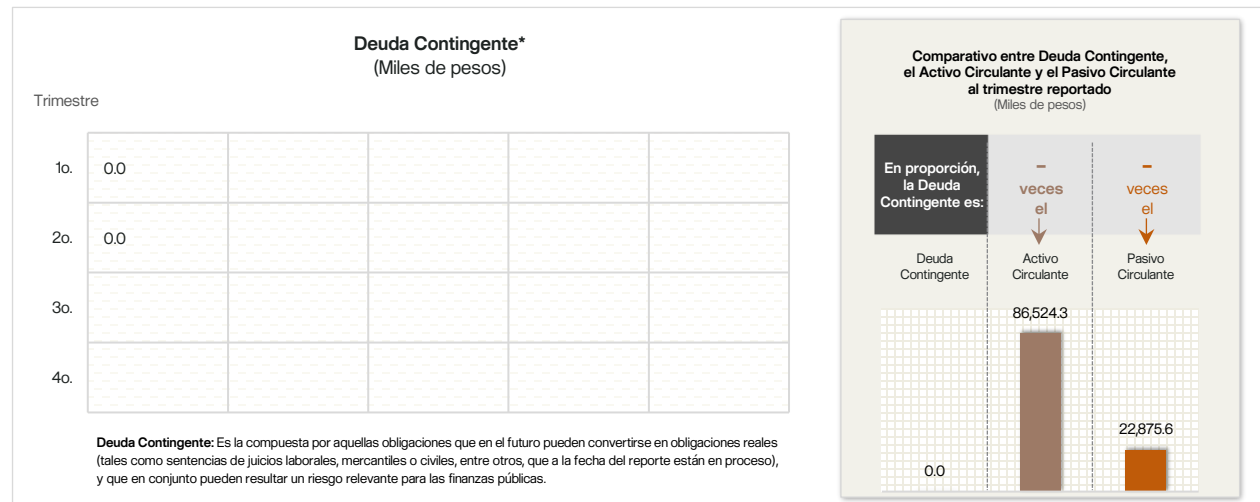 Deuda Contingente*
(Miles de pesos)
Trimestre
1o. 0.0
2o. 0.0
3o.
4o.
Deuda Contingente: Es la compuesta por aquellas obligaciones que en el futuro pueden convertirse en obligaciones reales
(tales como sentencias de juicios laborales, mercantiles o civiles, entre otros, que a la fecha del reporte están en proceso),
y que en conjunto pueden resultar un riesgo relevante para las finanzas públicas.
Comparativo entre Deuda Contingente,
el Activo Circulante y el Pasivo Circulante
al trimestre reportado
(Miles de pesos)
En proporción,
la Deuda
Contingente es:
–
veces
el
–
veces
el
Deuda
Contingente
Activo
Circulante
Pasivo
Circulante
0.0
86,524.3
22,875.6